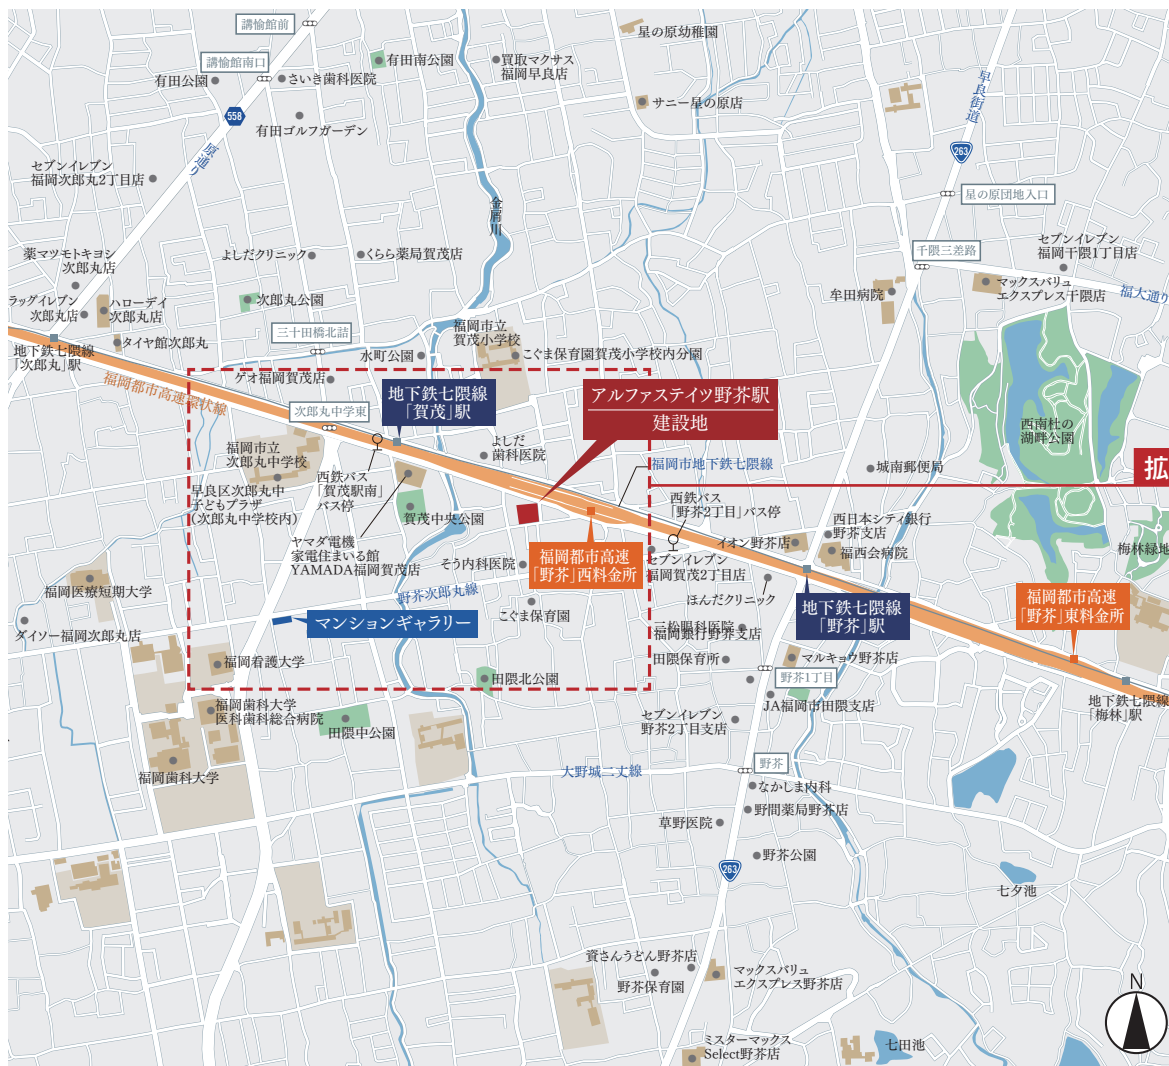 講愉館前
星の原幼稚園
講愉館南口
有田南公園
買取マクサス
福岡早良店
有田公園
さいき歯科医院
早良街道
サニー星の原店
558
有田ゴルフガーデン
原通り
263
セブンイレブン
福岡次郎丸2丁目店
星の原団地入口
金屑川
千隈三差路
セブンイレブン
福岡干隈1丁目店
薬マツモトキヨシ
次郎丸店
よしだクリニック
くらら薬局賀茂店
マックスバリュ
エクスプレス干隈店
福大通り
牟田病院
ラッグイレブン
次郎丸店
ハローデイ
次郎丸店
次郎丸公園
三十田橋北詰
福岡市立
賀茂小学校
タイヤ館次郎丸
水町公園
こぐま保育園賀茂小学校内分園
地下鉄七隈線
「次郎丸」駅
福岡都市高速環状線
ゲオ福岡賀茂店
地下鉄七隈線
「賀茂」駅
アルファステイツ野芥駅
建設地
次郎丸中学東
西南杜の
湖畔公園
福岡市立
次郎丸中学校
よしだ
歯科医院
福岡市地下鉄七隈線
城南郵便局
拡
西鉄バス
「賀茂駅南」
バス停
早良区次郎丸中
子どもプラザ
(次郎丸中学校内)
賀茂中央公園
西鉄バス
「野芥2丁目」バス停
西日本シティ銀行
野芥支店
イオン野芥店
福西会病院
梅林緑地
ヤマダ電機
家電住まいる館
YAMADA福岡賀茂店
そう内科医院
福岡都市高速
「野芥」西料金所
セブンイレブン
福岡賀茂2丁目店
福岡医療短期大学
野芥次郎丸線
ほんだクリニック
地下鉄七隈線
「野芥」駅
福岡都市高速
「野芥」東料金所
こぐま保育園
マンションギャラリー
ダイソー福岡次郎丸店
三松眼科医院
福岡銀行野芥支店
福岡看護大学
田隈保育所
マルキョウ野芥店
田隈北公園
野芥1丁目
地下鉄七隈線
「梅林」駅
JA福岡市田隈支店
福岡歯科大学
医科歯科総合病院
田隈中公園
セブンイレブン
野芥2丁目支店
福岡歯科大学
大野城二丈線
野芥
なかしま内科
野間薬局野芥店
草野医院
野芥公園
263
七夕池
資さんうどん野芥店
野芥保育園
マックスバリュ
エクスプレス野芥店
N
ミスターマックス
Select野芥店
七田池